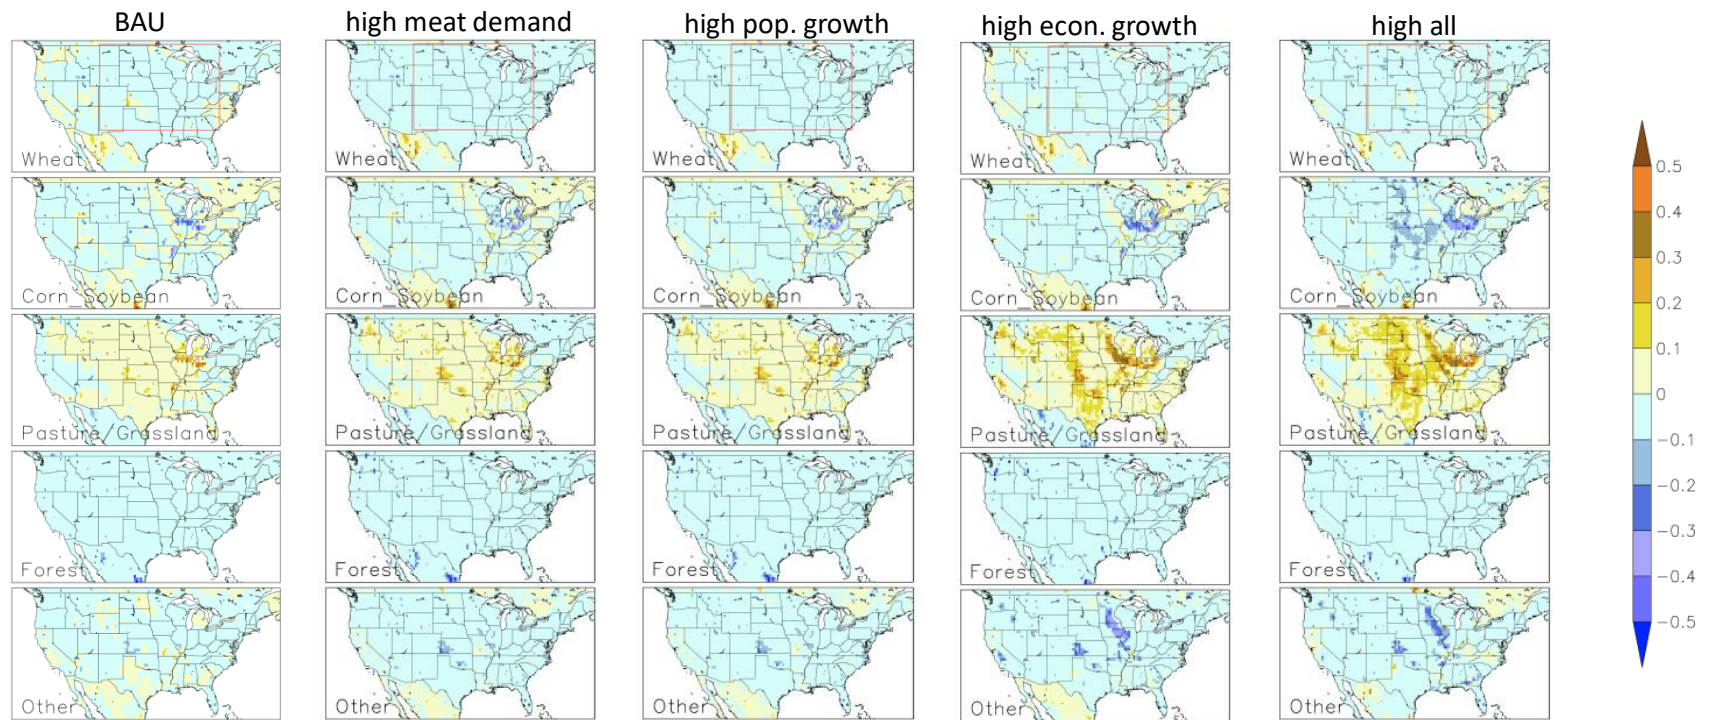 BAU high meat demand high pop. growth high econ. growth high all
Wheat Wheat Wheat Wheat Wheat
Corn_Soybean Corn_Soybean Corn_Soybean Corn_Soybean Corn_Soybean
Pasture/Grassland Pasture/Grassland Pasture/Grassland Pasture/Grassland Pasture/Grassland
Forest Forest Forest Forest Forest
Other Other Other Other Other
0.5
0.4
0.3
0.2
0.1
0
−0.1
−0.2
−0.3
−0.4
−0.5